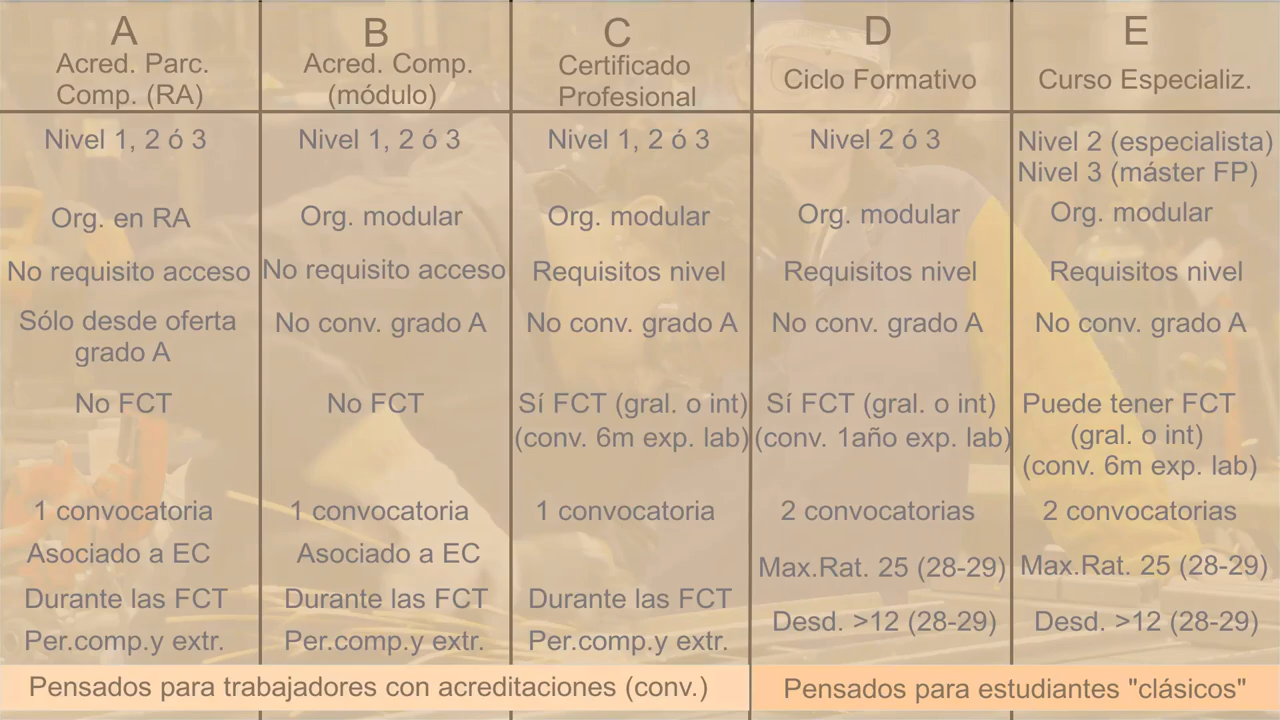 A
Acred. Parc.
Comp. (RA)
Nivel 1, 2 ó 3
Org. en RA
No requisito acceso
Sólo desde oferta
grado A
No FCT
1 convocatoria
Asociado a EC
Durante las FCT
Per.comp.y extr.
B
Acred. Comp.
(módulo)
Nivel 1, 2 ó 3
Org. modular
No requisito acceso
No conv. grado A
No FCT
1 convocatoria
Asociado a EC
Durante las FCT
Per.comp.y extr.
C
Certificado
Profesional
Nivel 1, 2 ó 3
Org. modular
Requisitos nivel
No conv. grado A
Sí FCT (gral. o int)
(conv. 6m exp. lab)
1 convocatoria
Durante las FCT
Per.comp.y extr.
D
Ciclo Formativo
Nivel 2 ó 3
Org. modular
Requisitos nivel
No conv. grado A
Sí FCT (gral. o int)
(conv. 1año exp. lab)
2 convocatorias
Max.Rat. 25 (28-29)
Desd. >12 (28-29)
E
Curso Especializ.
Nivel 2 (especialista)
Nivel 3 (máster FP)
Org. modular
Requisitos nivel
No conv. grado A
Puede tener FCT
(gral. o int)
(conv. 6m exp. lab)
2 convocatorias
Max.Rat. 25 (28-29)
Desd. >12 (28-29)
Pensados para trabajadores con acreditaciones (conv.)
Pensados para estudiantes "clásicos"